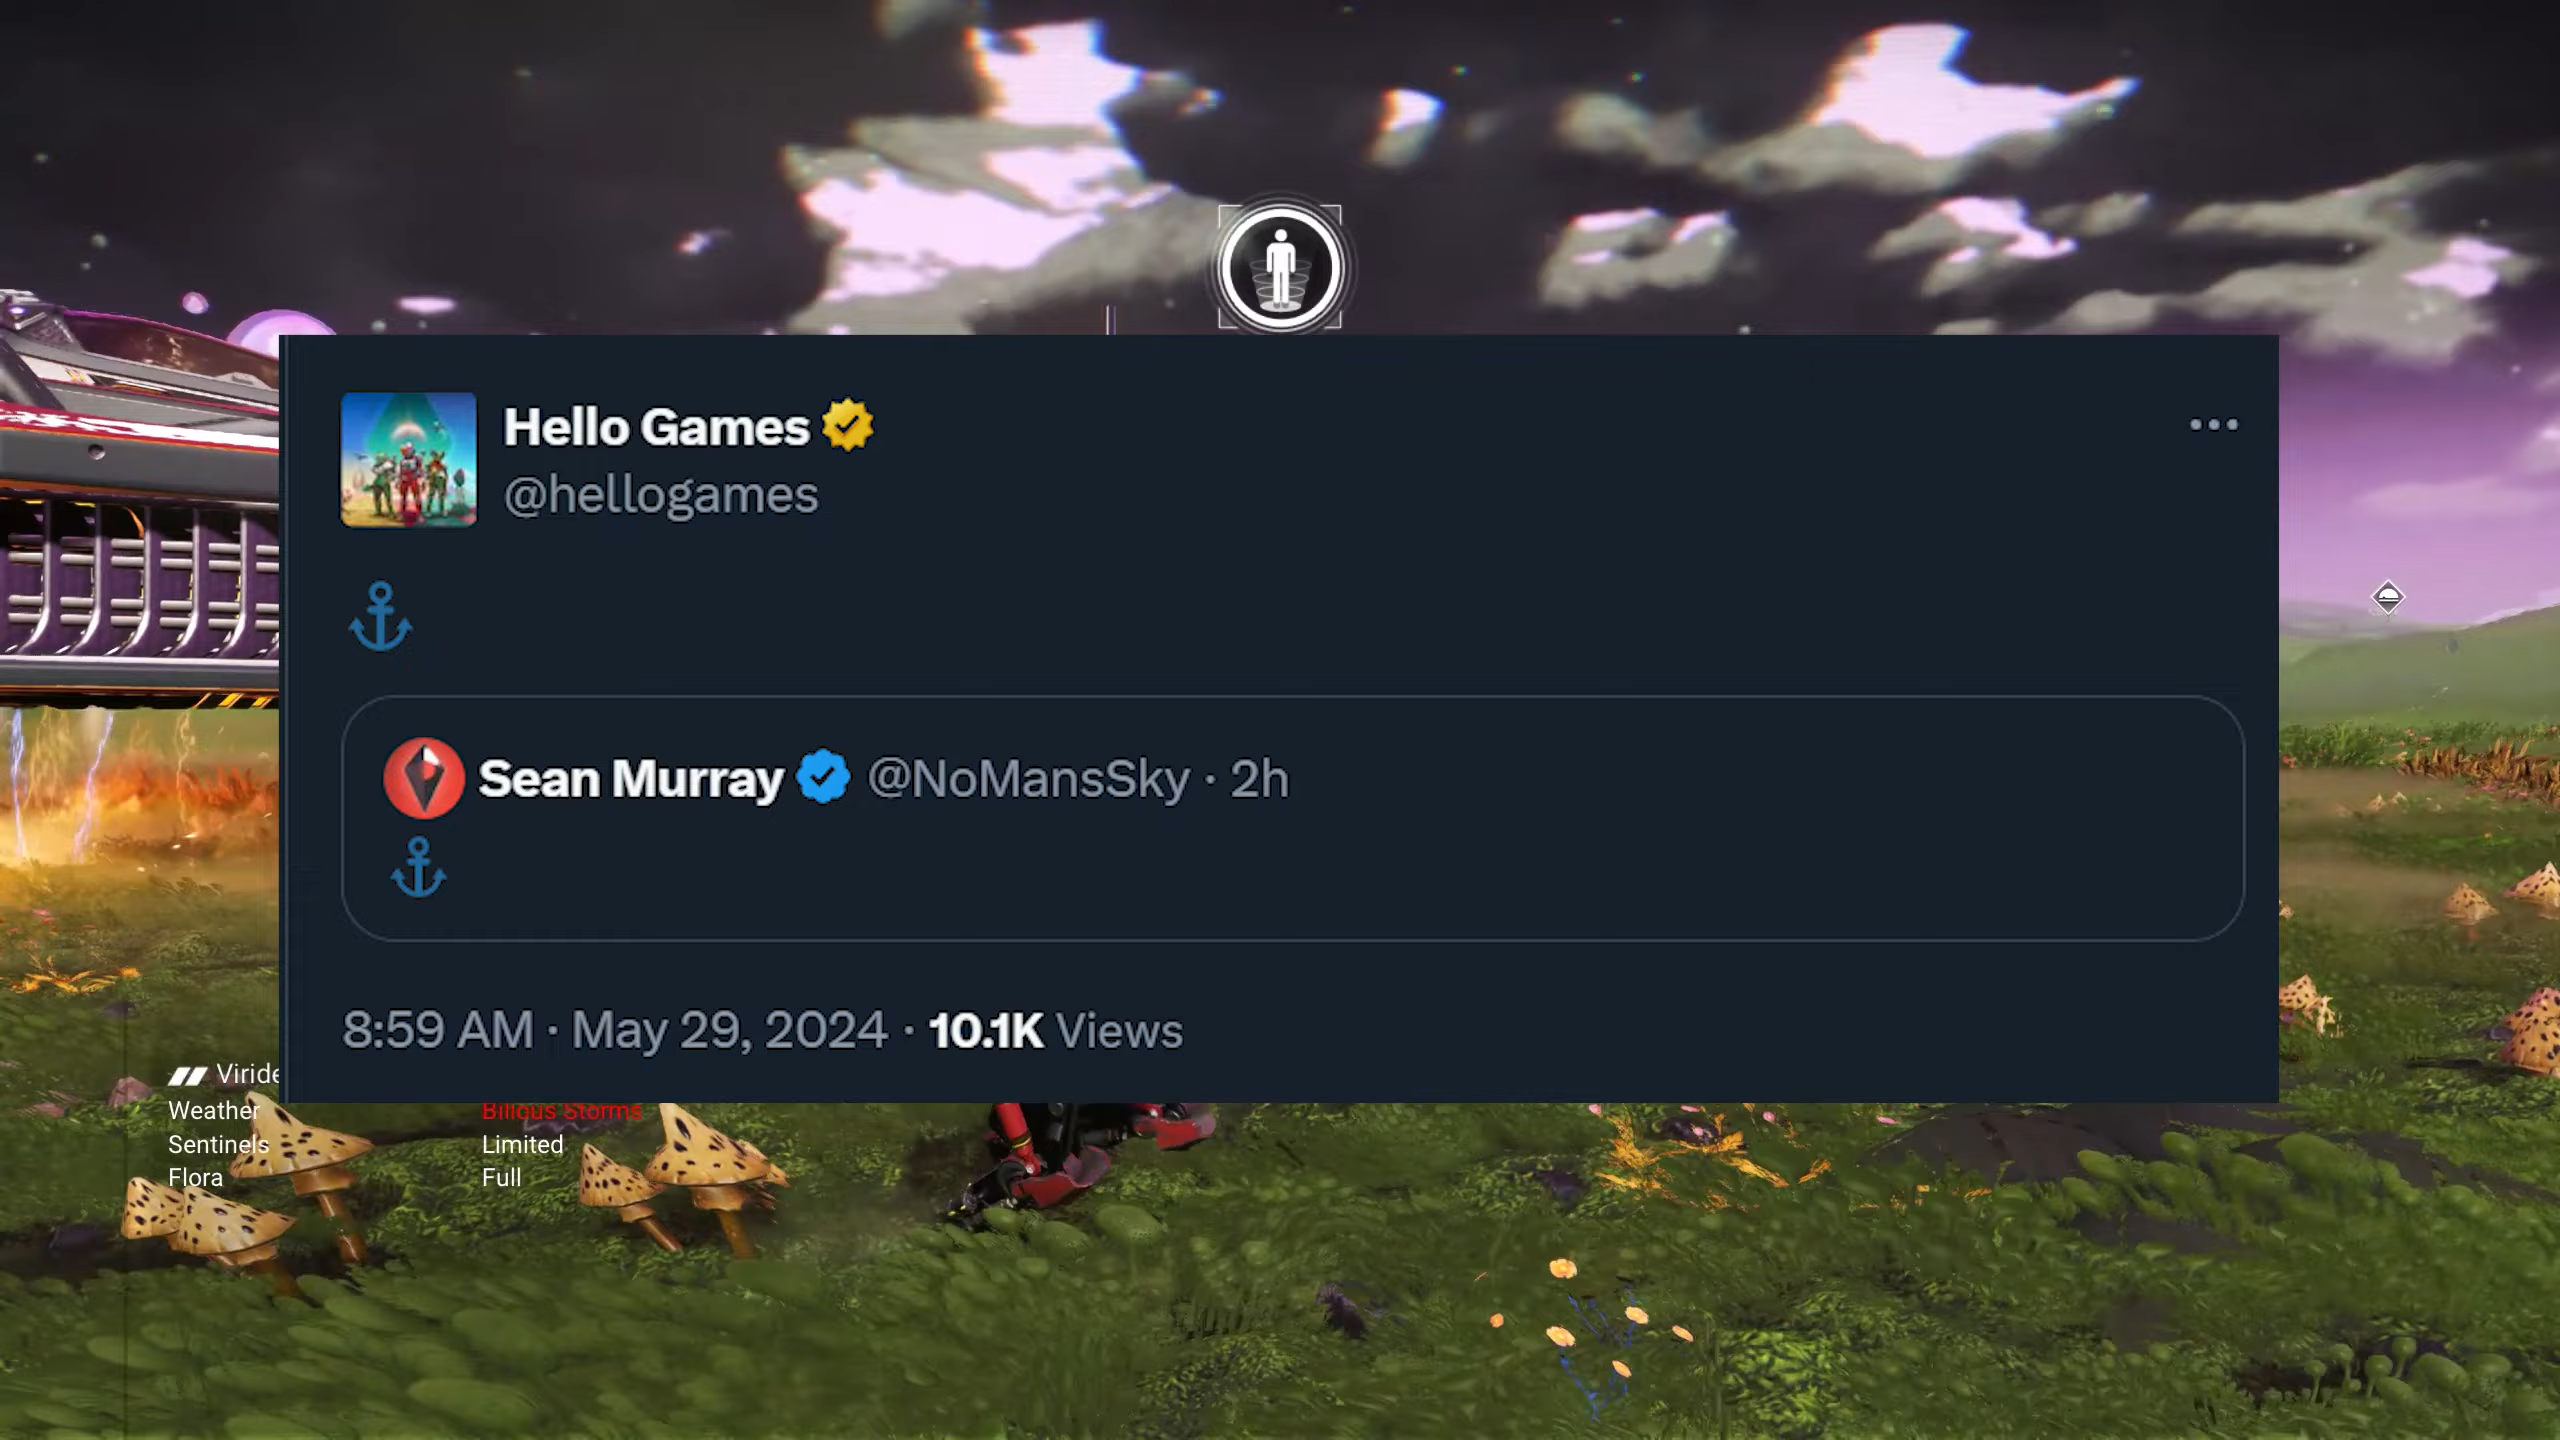 Hello Games
@hellogames
⚓
Sean Murray @NoMansSky · 2h
⚓
8:59 AM · May 29, 2024 · 10.1K Views
Weather Bilious Storms
Sentinels Limited
Flora Full